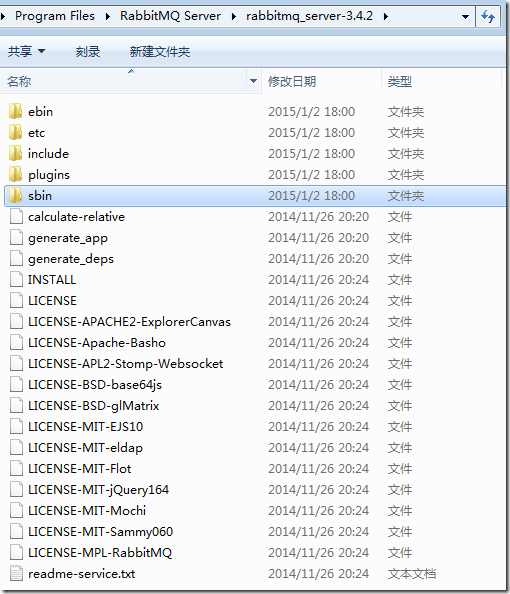 Program Files ▸ RabbitMQ Server ▸ rabbitmq_server-3.4.2 ▸
共享 刻录 新建文件夹
名称 修改日期 类型
ebin 2015/1/2 18:00 文件夹
etc 2015/1/2 18:00 文件夹
include 2015/1/2 18:00 文件夹
plugins 2015/1/2 18:00 文件夹
sbin 2015/1/2 18:00 文件夹
calculate-relative 2014/11/26 20:20 文件
generate_app 2014/11/26 20:20 文件
generate_deps 2014/11/26 20:20 文件
INSTALL 2014/11/26 20:24 文件
LICENSE 2014/11/26 20:24 文件
LICENSE-APACHE2-ExplorerCanvas 2014/11/26 20:24 文件
LICENSE-Apache-Basho 2014/11/26 20:24 文件
LICENSE-APL2-Stomp-Websocket 2014/11/26 20:24 文件
LICENSE-BSD-base64js 2014/11/26 20:24 文件
LICENSE-BSD-glMatrix 2014/11/26 20:24 文件
LICENSE-MIT-EJS10 2014/11/26 20:24 文件
LICENSE-MIT-eldap 2014/11/26 20:24 文件
LICENSE-MIT-Flot 2014/11/26 20:24 文件
LICENSE-MIT-jQuery164 2014/11/26 20:24 文件
LICENSE-MIT-Mochi 2014/11/26 20:24 文件
LICENSE-MIT-Sammy060 2014/11/26 20:24 文件
LICENSE-MPL-RabbitMQ 2014/11/26 20:24 文件
readme-service.txt 2014/11/26 20:24 文本文档